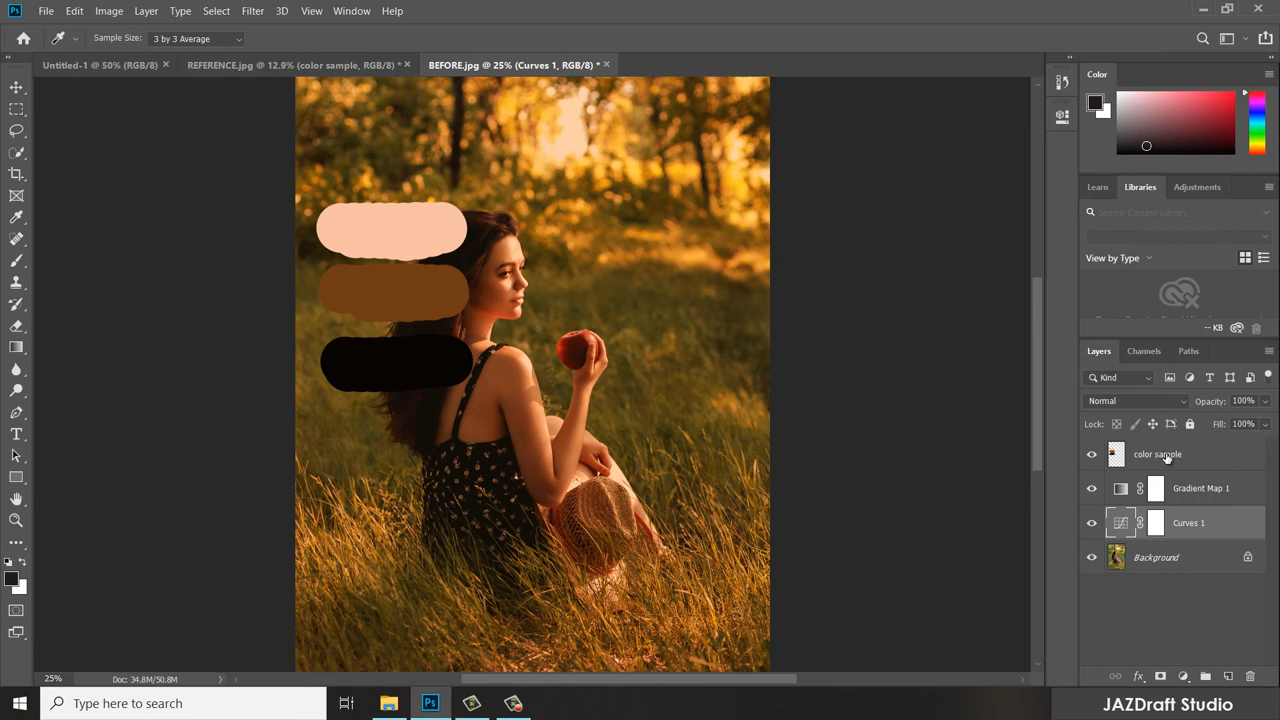 Ps File Edit Image Layer Type Select Filter 3D View Window Help
Sample Size: 3 by 3 Average
Untitled-1 @ 50% (RGB/8) × REFERENCE.jpg @ 12.9% (color sample, RGB/8) * × BEFORE.jpg @ 25% (Curves 1, RGB/8) * ×
Color
Learn Libraries Adjustments
Search Current Library
View by Type
-- KB
Layers Channels Paths
Kind
Normal Opacity: 100%
Lock: Fill: 100%
color sample
Gradient Map 1
Curves 1
Background
25% Doc: 34.8M/50.8M
Type here to search
Ps
JAZDraft Studio